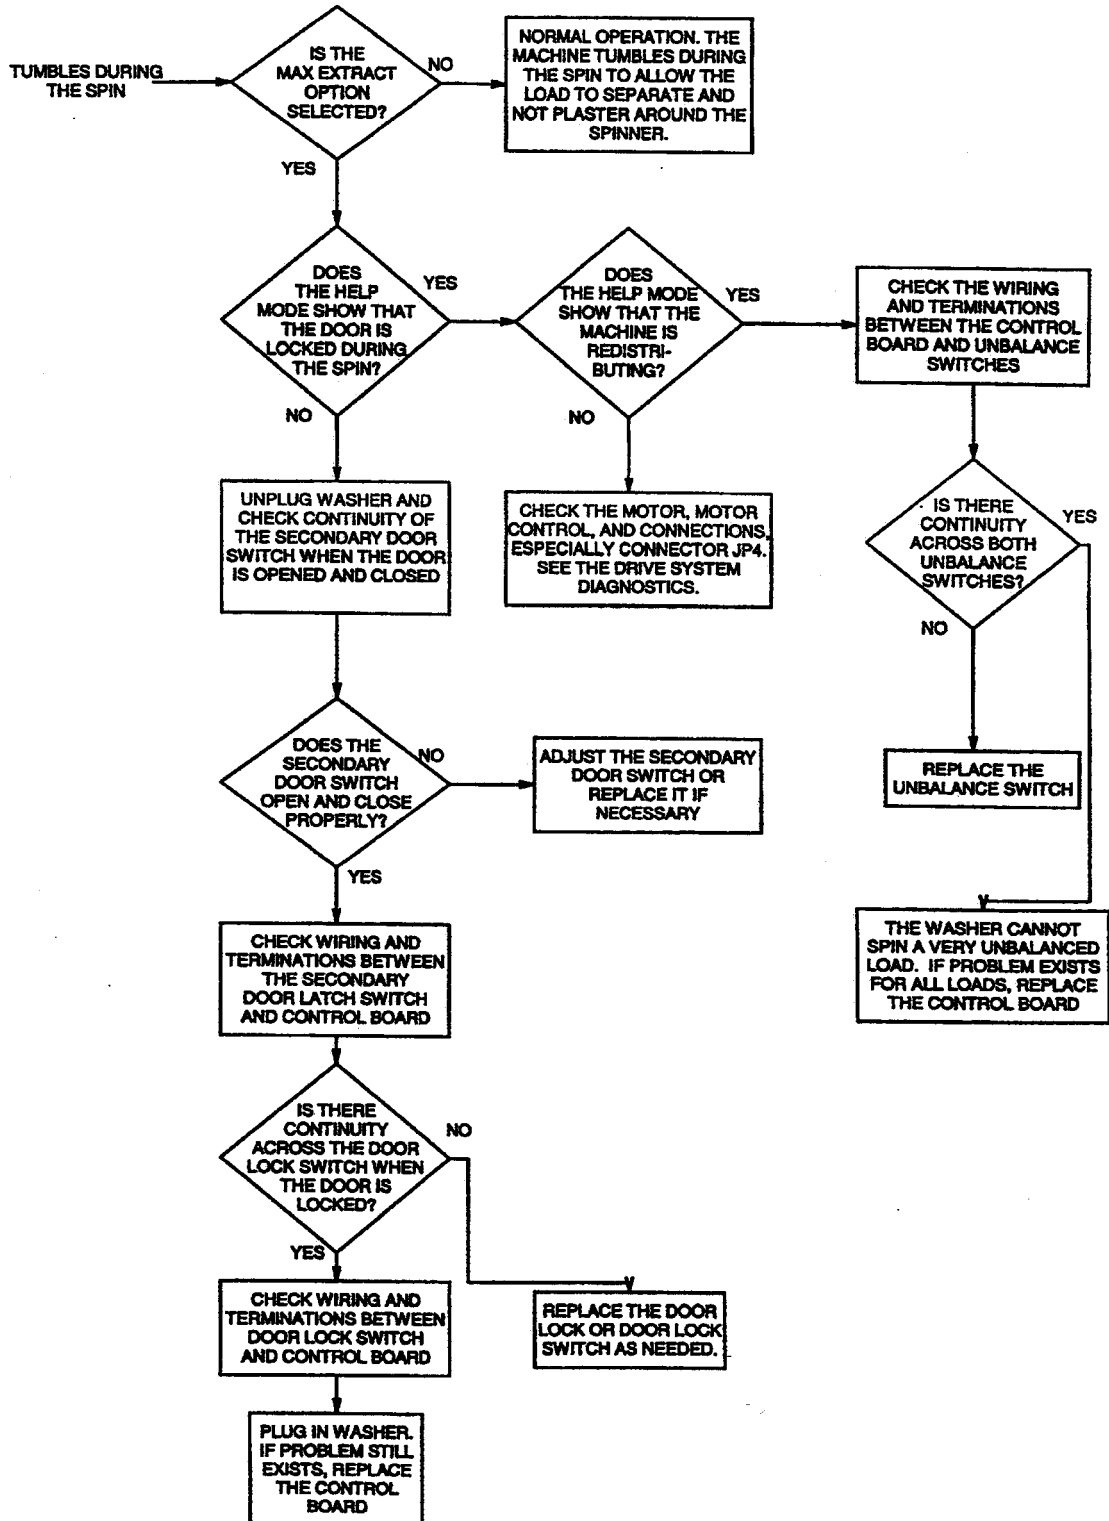 TUMBLES DURING
THE SPIN
IS THE
MAX EXTRACT
OPTION
SELECTED?
NO
NORMAL OPERATION. THE
MACHINE TUMBLES DURING
THE SPIN TO ALLOW THE
LOAD TO SEPARATE AND
NOT PLASTER AROUND THE
SPINNER.
YES
DOES
THE HELP
MODE SHOW THAT
THE DOOR IS
LOCKED DURING
THE SPIN?
YES
DOES
THE HELP MODE
SHOW THAT THE
MACHINE IS
REDISTRI-
BUTING?
YES
CHECK THE WIRING
AND TERMINATIONS
BETWEEN THE CONTROL
BOARD AND UNBALANCE
SWITCHES
NO
NO
UNPLUG WASHER AND
CHECK CONTINUITY OF
THE SECONDARY DOOR
SWITCH WHEN THE DOOR
IS OPENED AND CLOSED
CHECK THE MOTOR, MOTOR
CONTROL, AND CONNECTIONS,
ESPECIALLY CONNECTOR JP4.
SEE THE DRIVE SYSTEM
DIAGNOSTICS.
IS THERE
CONTINUITY
ACROSS BOTH
UNBALANCE
SWITCHES?
YES
NO
DOES THE
SECONDARY
DOOR SWITCH
OPEN AND CLOSE
PROPERLY?
NO
ADJUST THE SECONDARY
DOOR SWITCH OR
REPLACE IT IF
NECESSARY
REPLACE THE
UNBALANCE SWITCH
YES
CHECK WIRING AND
TERMINATIONS BETWEEN
THE SECONDARY
DOOR LATCH SWITCH
AND CONTROL BOARD
THE WASHER CANNOT
SPIN A VERY UNBALANCED
LOAD. IF PROBLEM EXISTS
FOR ALL LOADS, REPLACE
THE CONTROL BOARD
IS THERE
CONTINUITY
ACROSS THE DOOR
LOCK SWITCH WHEN
THE DOOR IS
LOCKED?
NO
YES
CHECK WIRING AND
TERMINATIONS BETWEEN
DOOR LOCK SWITCH
AND CONTROL BOARD
REPLACE THE DOOR
LOCK OR DOOR LOCK
SWITCH AS NEEDED.
PLUG IN WASHER.
IF PROBLEM STILL
EXISTS, REPLACE
THE CONTROL
BOARD